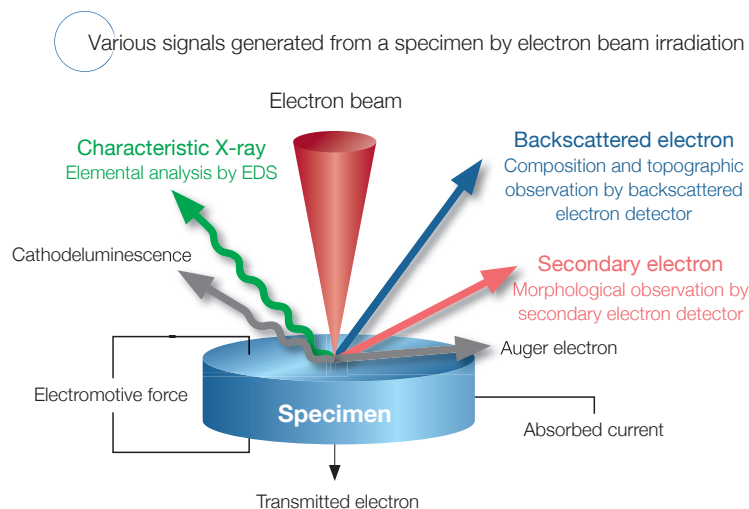 Various signals generated from a specimen by electron beam irradiation
Electron beam
Characteristic X-ray
Elemental analysis by EDS
Backscattered electron
Composition and topographic
observation by backscattered
electron detector
Cathodeluminescence
Secondary electron
Morphological observation by
secondary electron detector
Auger electron
Electromotive force
Specimen
Absorbed current
Transmitted electron